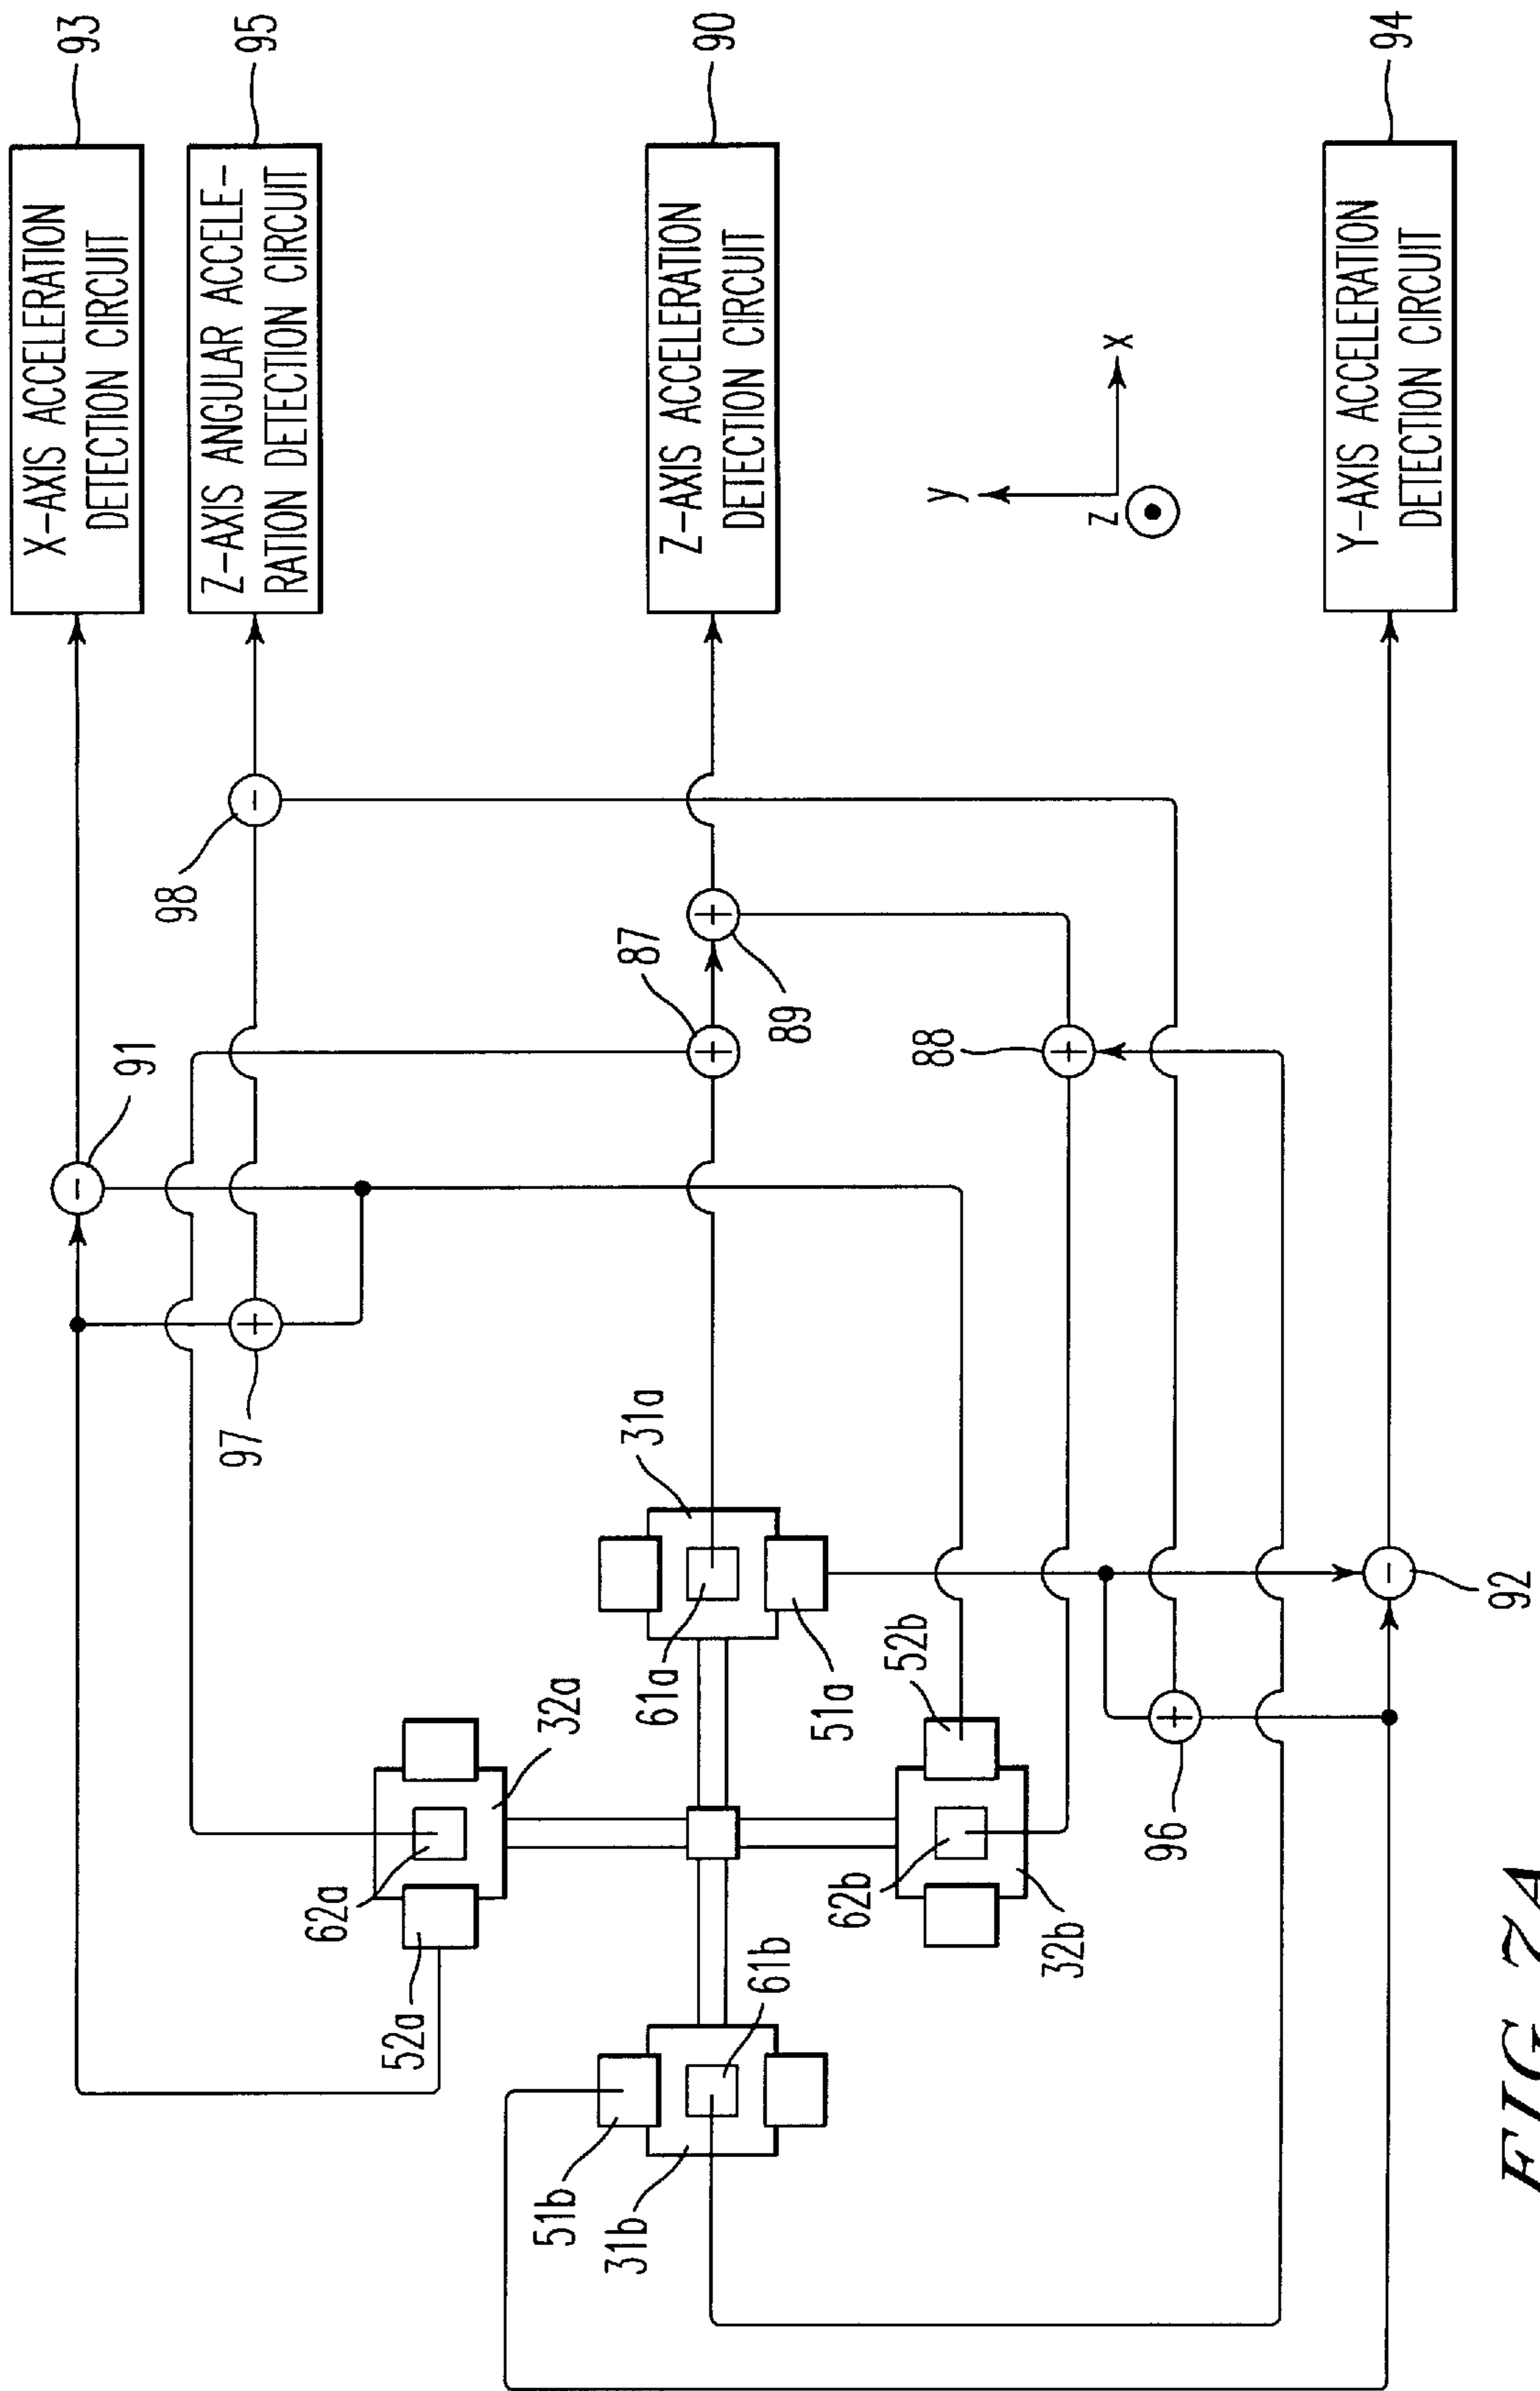 X-AXIS ACCELERATION
DETECTION CIRCUIT
93
Z-AXIS ANGULAR ACCELE-
RATION DETECTION CIRCUIT
95
Z-AXIS ACCELERATION
DETECTION CIRCUIT
90
Y-AXIS ACCELERATION
DETECTION CIRCUIT
94
y
x
z
98
87
89
91
88
97
31a
61a
51a
32a
62a
52a
52b
62b
32b
61b
51b
31b
96
92
-
-
+
+
+
+
+
-
FIG. 7A